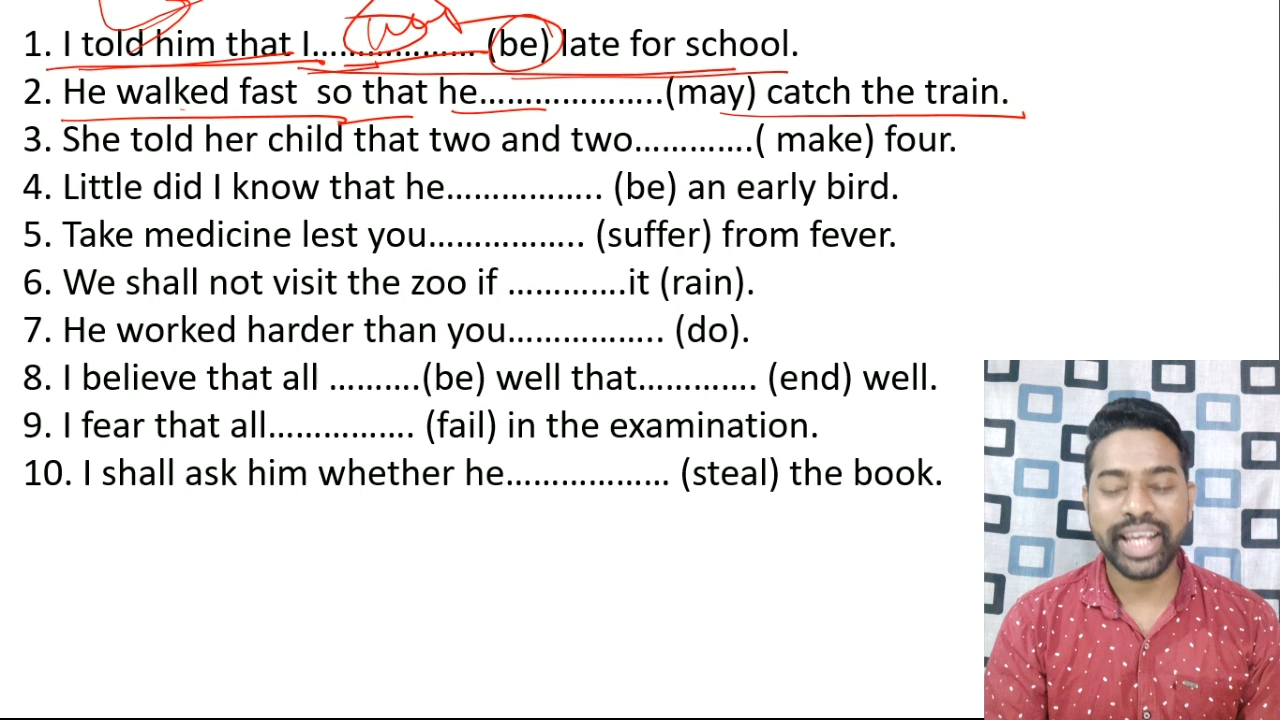 was
1. I told him that I.................. (be) late for school.
2. He walked fast  so that he....................(may) catch the train.
3. She told her child that two and two.............( make) four.
4. Little did I know that he................. (be) an early bird.
5. Take medicine lest you................. (suffer) from fever.
6. We shall not visit the zoo if .............it (rain).
7. He worked harder than you................. (do).
8. I believe that all ..........(be) well that............. (end) well.
9. I fear that all................ (fail) in the examination.
10. I shall ask him whether he.................. (steal) the book.